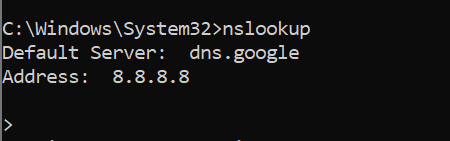 C:\Windows\System32>nslookup
Default Server:  dns.google
Address:  8.8.8.8
>